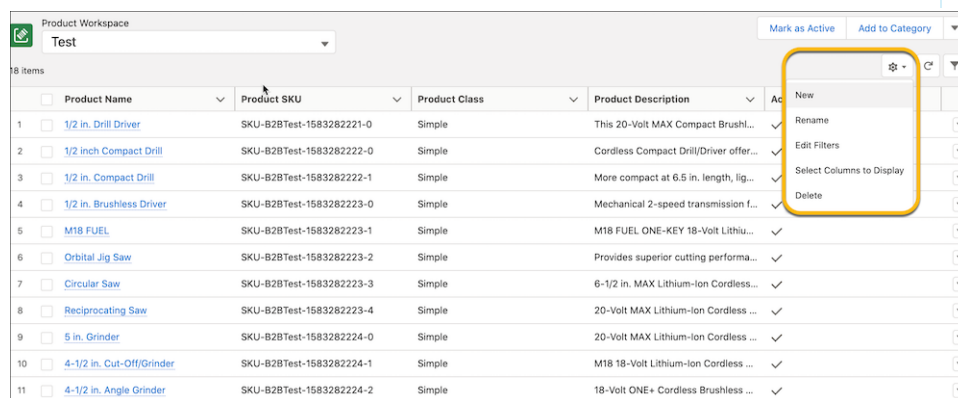 Product Workspace
Test
Mark as Active Add to Category
18 items
Product Name Product SKU Product Class Product Description
New
Rename
Edit Filters
Select Columns to Display
Delete
1 1/2 in. Drill Driver SKU-B2BTest-1583282221-0 Simple This 20-Volt MAX Compact Brushl...
2 1/2 inch Compact Drill SKU-B2BTest-1583282222-0 Simple Cordless Compact Drill/Driver offer...
3 1/2 in. Compact Drill SKU-B2BTest-1583282222-1 Simple More compact at 6.5 in. length, lig...
4 1/2 in. Brushless Driver SKU-B2BTest-1583282223-0 Simple Mechanical 2-speed transmission f...
5 M18 FUEL SKU-B2BTest-1583282223-1 Simple M18 FUEL ONE-KEY 18-Volt Lithiu...
6 Orbital Jig Saw SKU-B2BTest-1583282223-2 Simple Provides superior cutting performa...
7 Circular Saw SKU-B2BTest-1583282223-3 Simple 6-1/2 in. MAX Lithium-Ion Cordless...
8 Reciprocating Saw SKU-B2BTest-1583282223-4 Simple 20-Volt MAX Lithium-Ion Cordless ...
9 5 in. Grinder SKU-B2BTest-1583282224-0 Simple 20-Volt MAX Lithium-Ion Cordless ...
10 4-1/2 in. Cut-Off/Grinder SKU-B2BTest-1583282224-1 Simple M18 18-Volt Lithium-Ion Cordless ...
11 4-1/2 in. Angle Grinder SKU-B2BTest-1583282224-2 Simple 18-Volt ONE+ Cordless Brushless ...